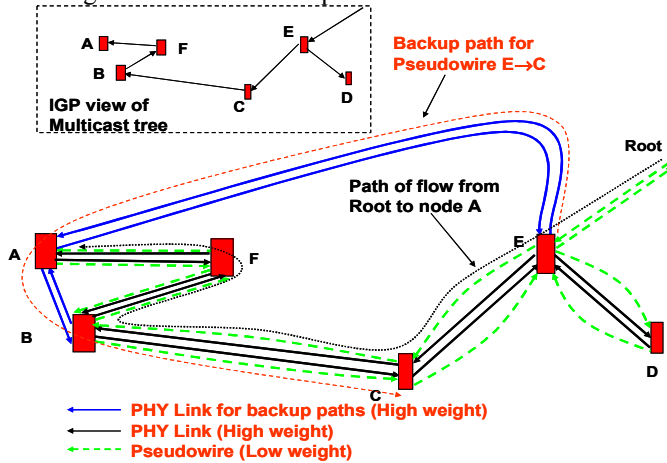 A
F
E
B
C
D
IGP view of
Multicast tree
Backup path for
Pseudowire E→C
Root
Path of flow from
Root to node A
E
A
F
B
C
D
PHY Link for backup paths (High weight)
PHY Link (High weight)
Pseudowire (Low weight)